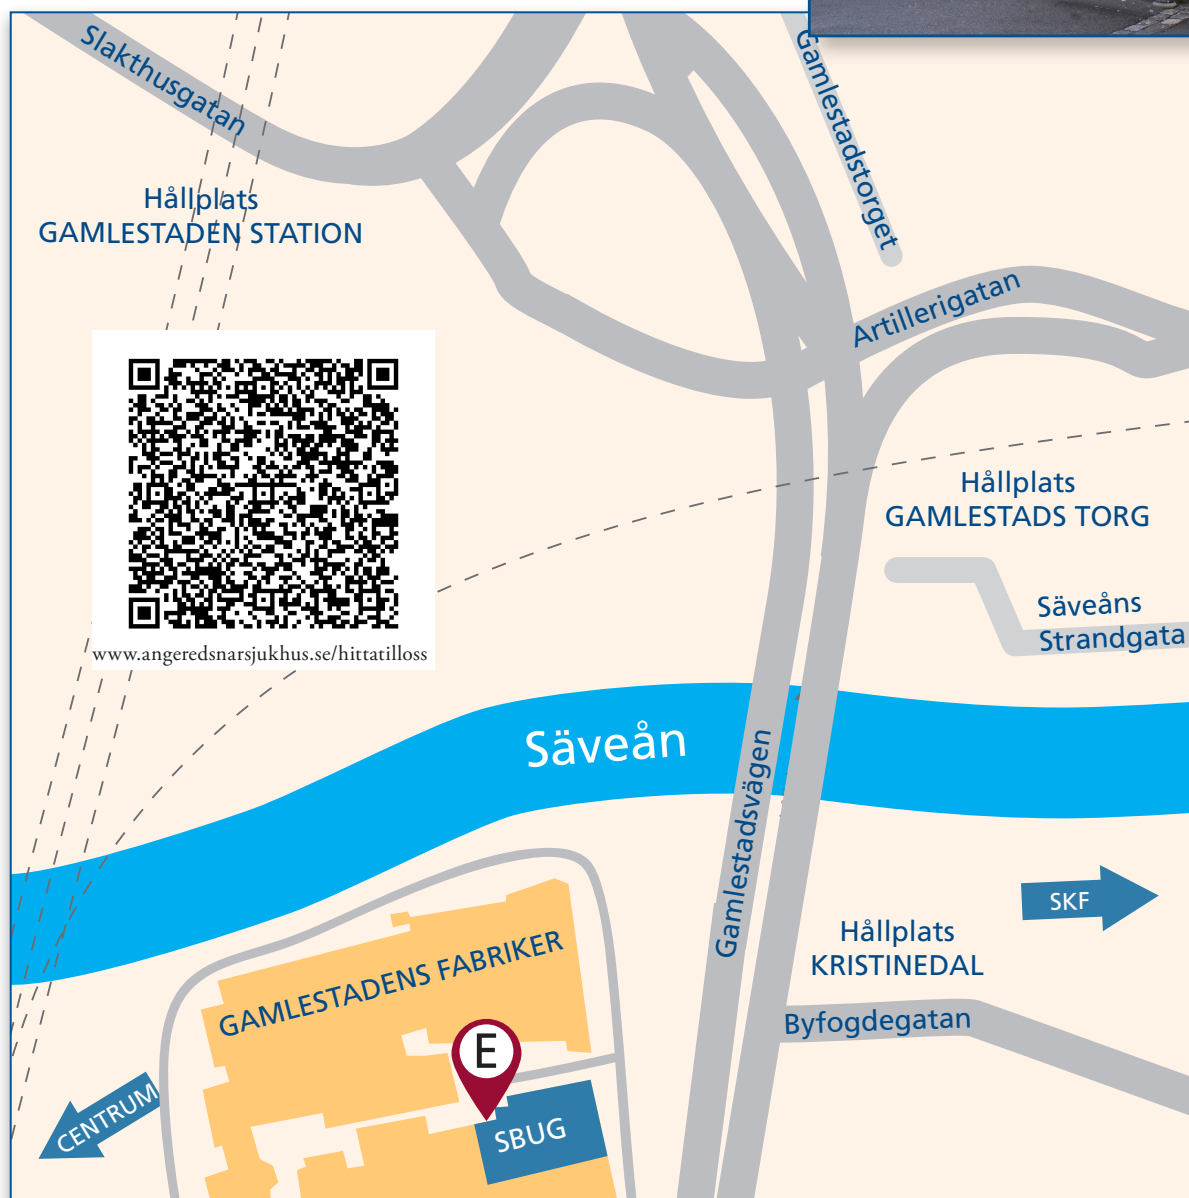 Slakthusgatan
Gamlestadstorget
Hållplats
GAMLESTADEN STATION
Artillerigatan
www.angeredsnarsjukhus.se/hittatilloss
Hållplats
GAMLESTADS TORG
Säveåns
Strandgata
Säveån
Gamlestadsvägen
SKF
Hållplats
KRISTINEDAL
GAMLESTADENS FABRIKER
Byfogdegatan
E
CENTRUM
SBUG